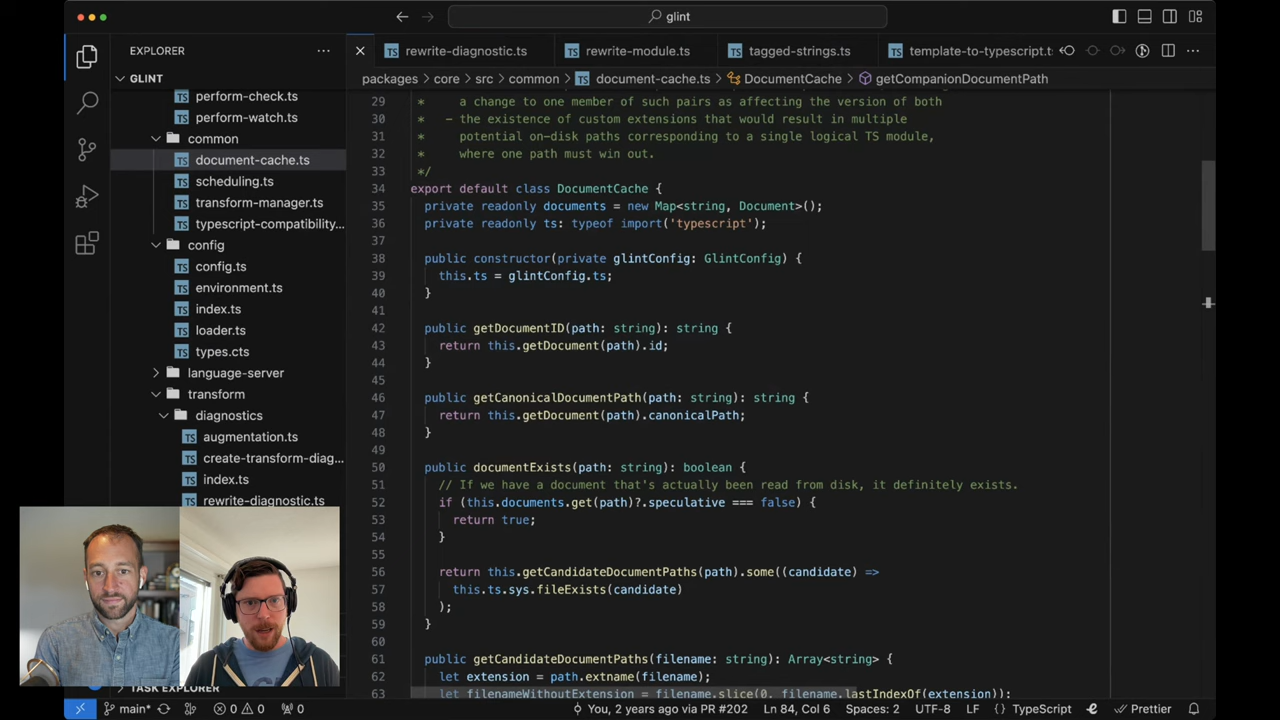 glint
EXPLORER
GLINT
perform-check.ts
perform-watch.ts
common
document-cache.ts
scheduling.ts
transform-manager.ts
typescript-compatibility...
config
config.ts
environment.ts
index.ts
loader.ts
types.cts
language-server
transform
diagnostics
augmentation.ts
create-transform-diag...
index.ts
rewrite-diagnostic.ts
TASK EXPLORER
rewrite-diagnostic.ts
rewrite-module.ts
tagged-strings.ts
template-to-typescript.t
packages > core > src > common > document-cache.ts > DocumentCache > getCompanionDocumentPath
29 * a change to one member of such pairs as affecting the version of both
30 * - the existence of custom extensions that would result in multiple
31 * potential on-disk paths corresponding to a single logical TS module,
32 * where one path must win out.
33 */
34 export default class DocumentCache {
35 private readonly documents = new Map<string, Document>();
36 private readonly ts: typeof import('typescript');
37
38 public constructor(private glintConfig: GlintConfig) {
39 this.ts = glintConfig.ts;
40 }
41
42 public getDocumentID(path: string): string {
43 return this.getDocument(path).id;
44 }
45
46 public getCanonicalDocumentPath(path: string): string {
47 return this.getDocument(path).canonicalPath;
48 }
49
50 public documentExists(path: string): boolean {
51 // If we have a document that's actually been read from disk, it definitely exists.
52 if (this.documents.get(path)?.speculative === false) {
53 return true;
54 }
55
56 return this.getCandidateDocumentPaths(path).some((candidate) =>
57 this.ts.sys.fileExists(candidate)
58 );
59 }
60
61 public getCandidateDocumentPaths(filename: string): Array<string> {
62 let extension = path.extname(filename);
63 let filenameWithoutExtension = filename.slice(0, filename.lastIndexOf(extension));
main* 0 0 0 You, 2 years ago via PR #202 Ln 84, Col 6 Spaces: 2 UTF-8 LF {} TypeScript Prettier